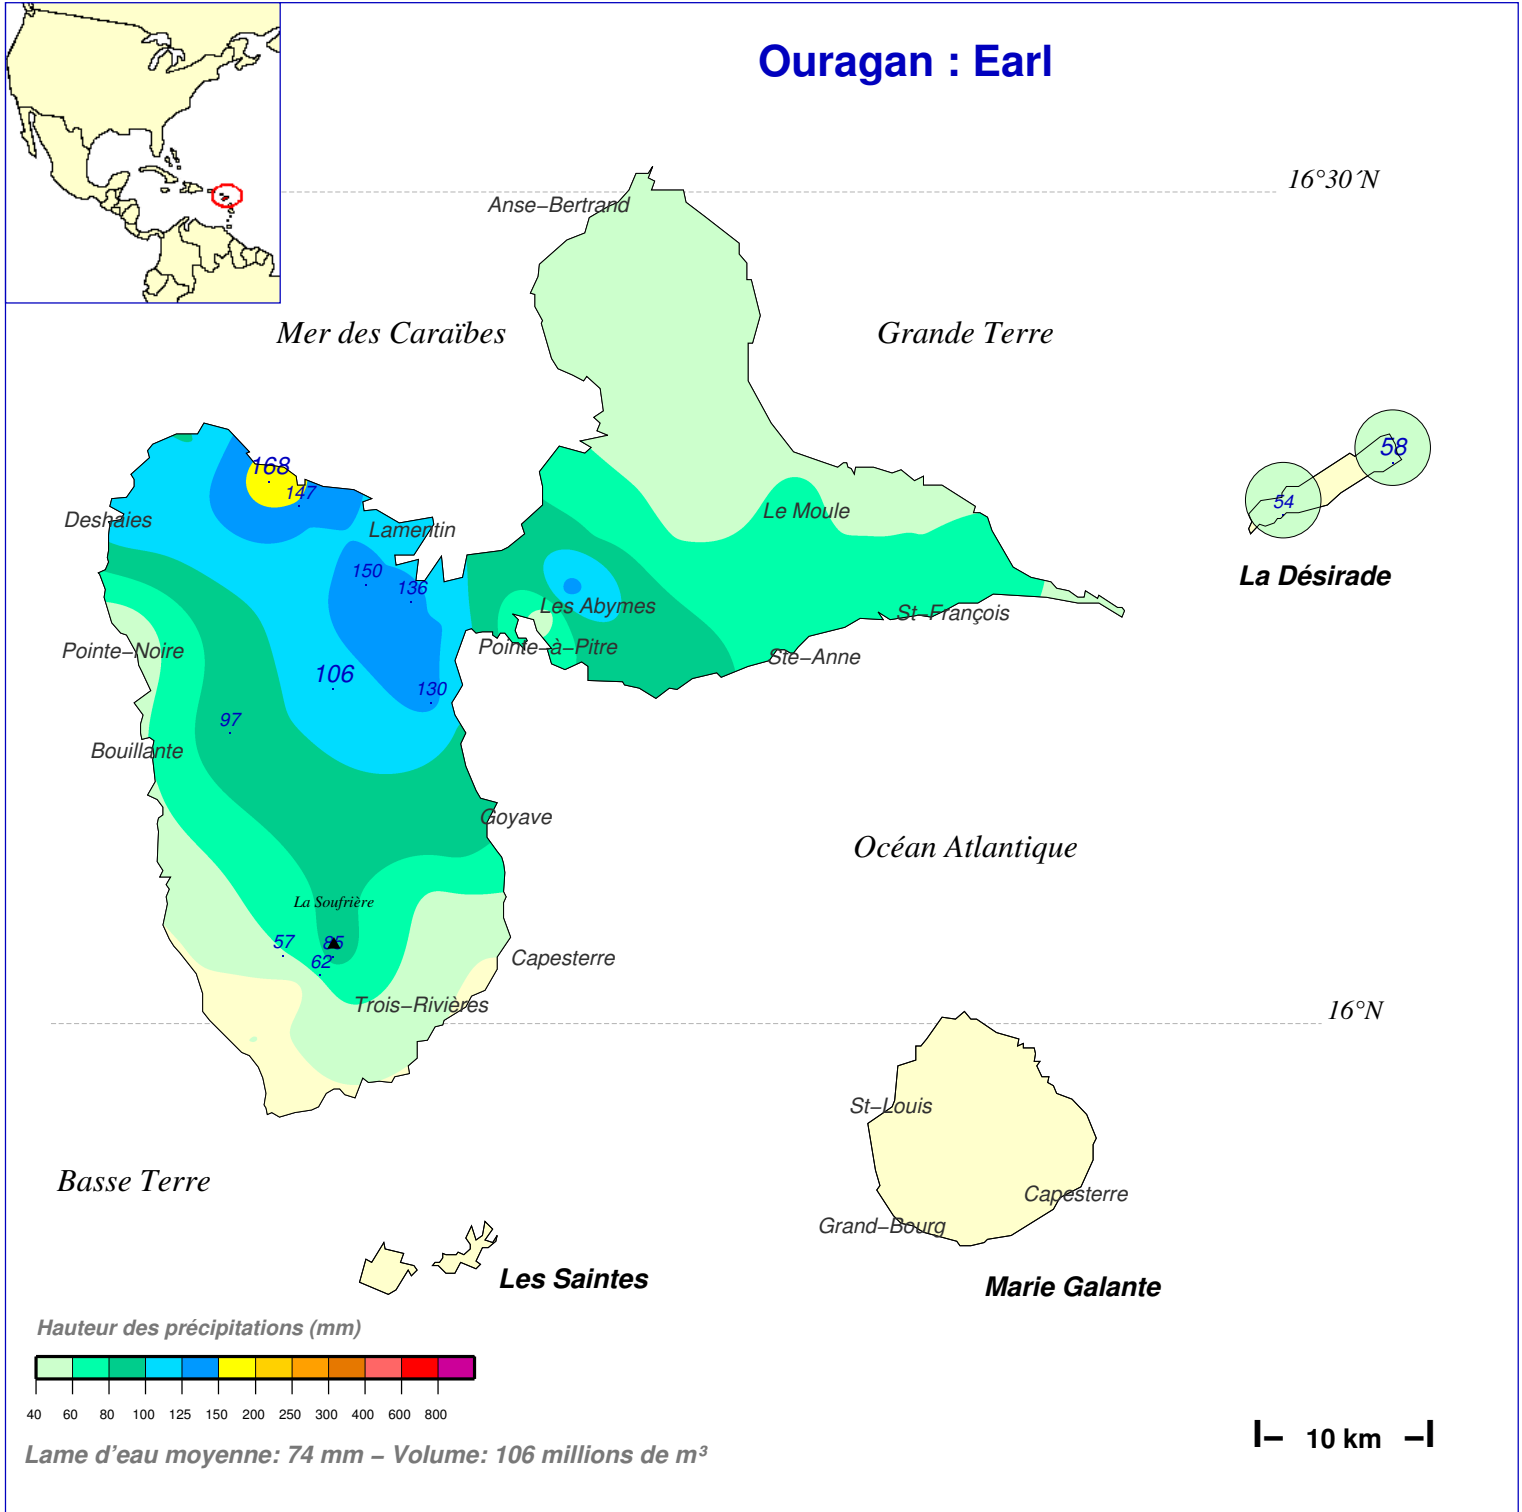 Ouragan : Earl
16°30´N
Anse−Bertrand
Mer des Caraïbes
Grande Terre
58
168
147
54
Deshaies
Le Moule
Lamentin
La Désirade
150
136
Les Abymes
St−François
Pointe−Noire
Pointe−à−Pitre
Ste−Anne
106
130
97
Bouillante
Goyave
Océan Atlantique
La Soufrière
57
85
62
Capesterre
Trois−Rivières
16°N
St−Louis
Basse Terre
Capesterre
Grand−Bourg
Les Saintes
Marie Galante
Hauteur des précipitations (mm)
40 60 80 100 125 150 200 250 300 400 600 800
10 km
Lame d'eau moyenne: 74 mm − Volume: 106 millions de m³